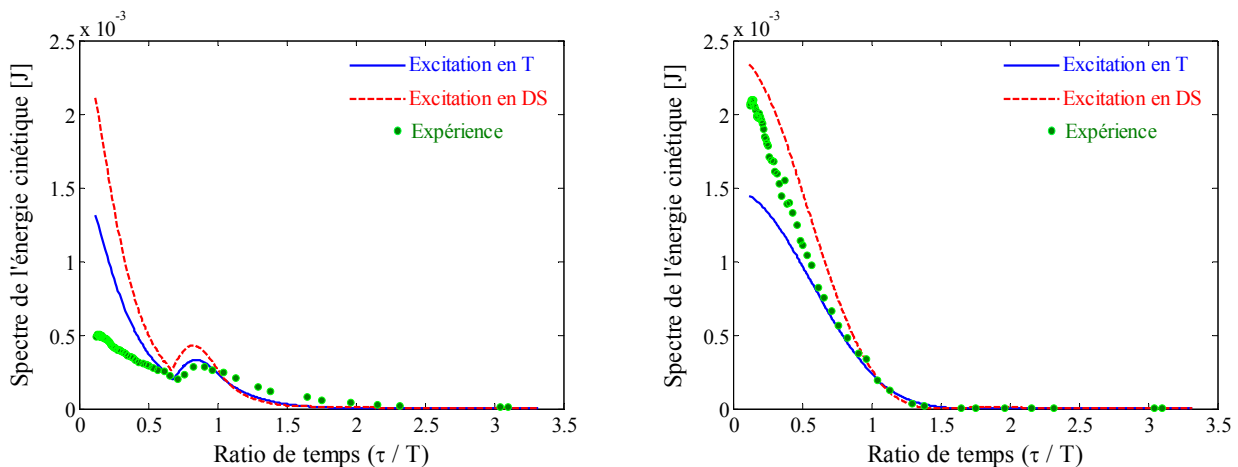 x 10⁻³
2.5
2
1.5
1
0.5
0
0 0.5 1 1.5 2 2.5 3 3.5
Spectre de l'énergie cinétique [J]
Ratio de temps (τ / T)
Excitation en T
Excitation en DS
Expérience
x 10⁻³
2.5
2
1.5
1
0.5
0
0 0.5 1 1.5 2 2.5 3 3.5
Spectre de l'énergie cinétique [J]
Ratio de temps (τ / T)
Excitation en T
Excitation en DS
Expérience